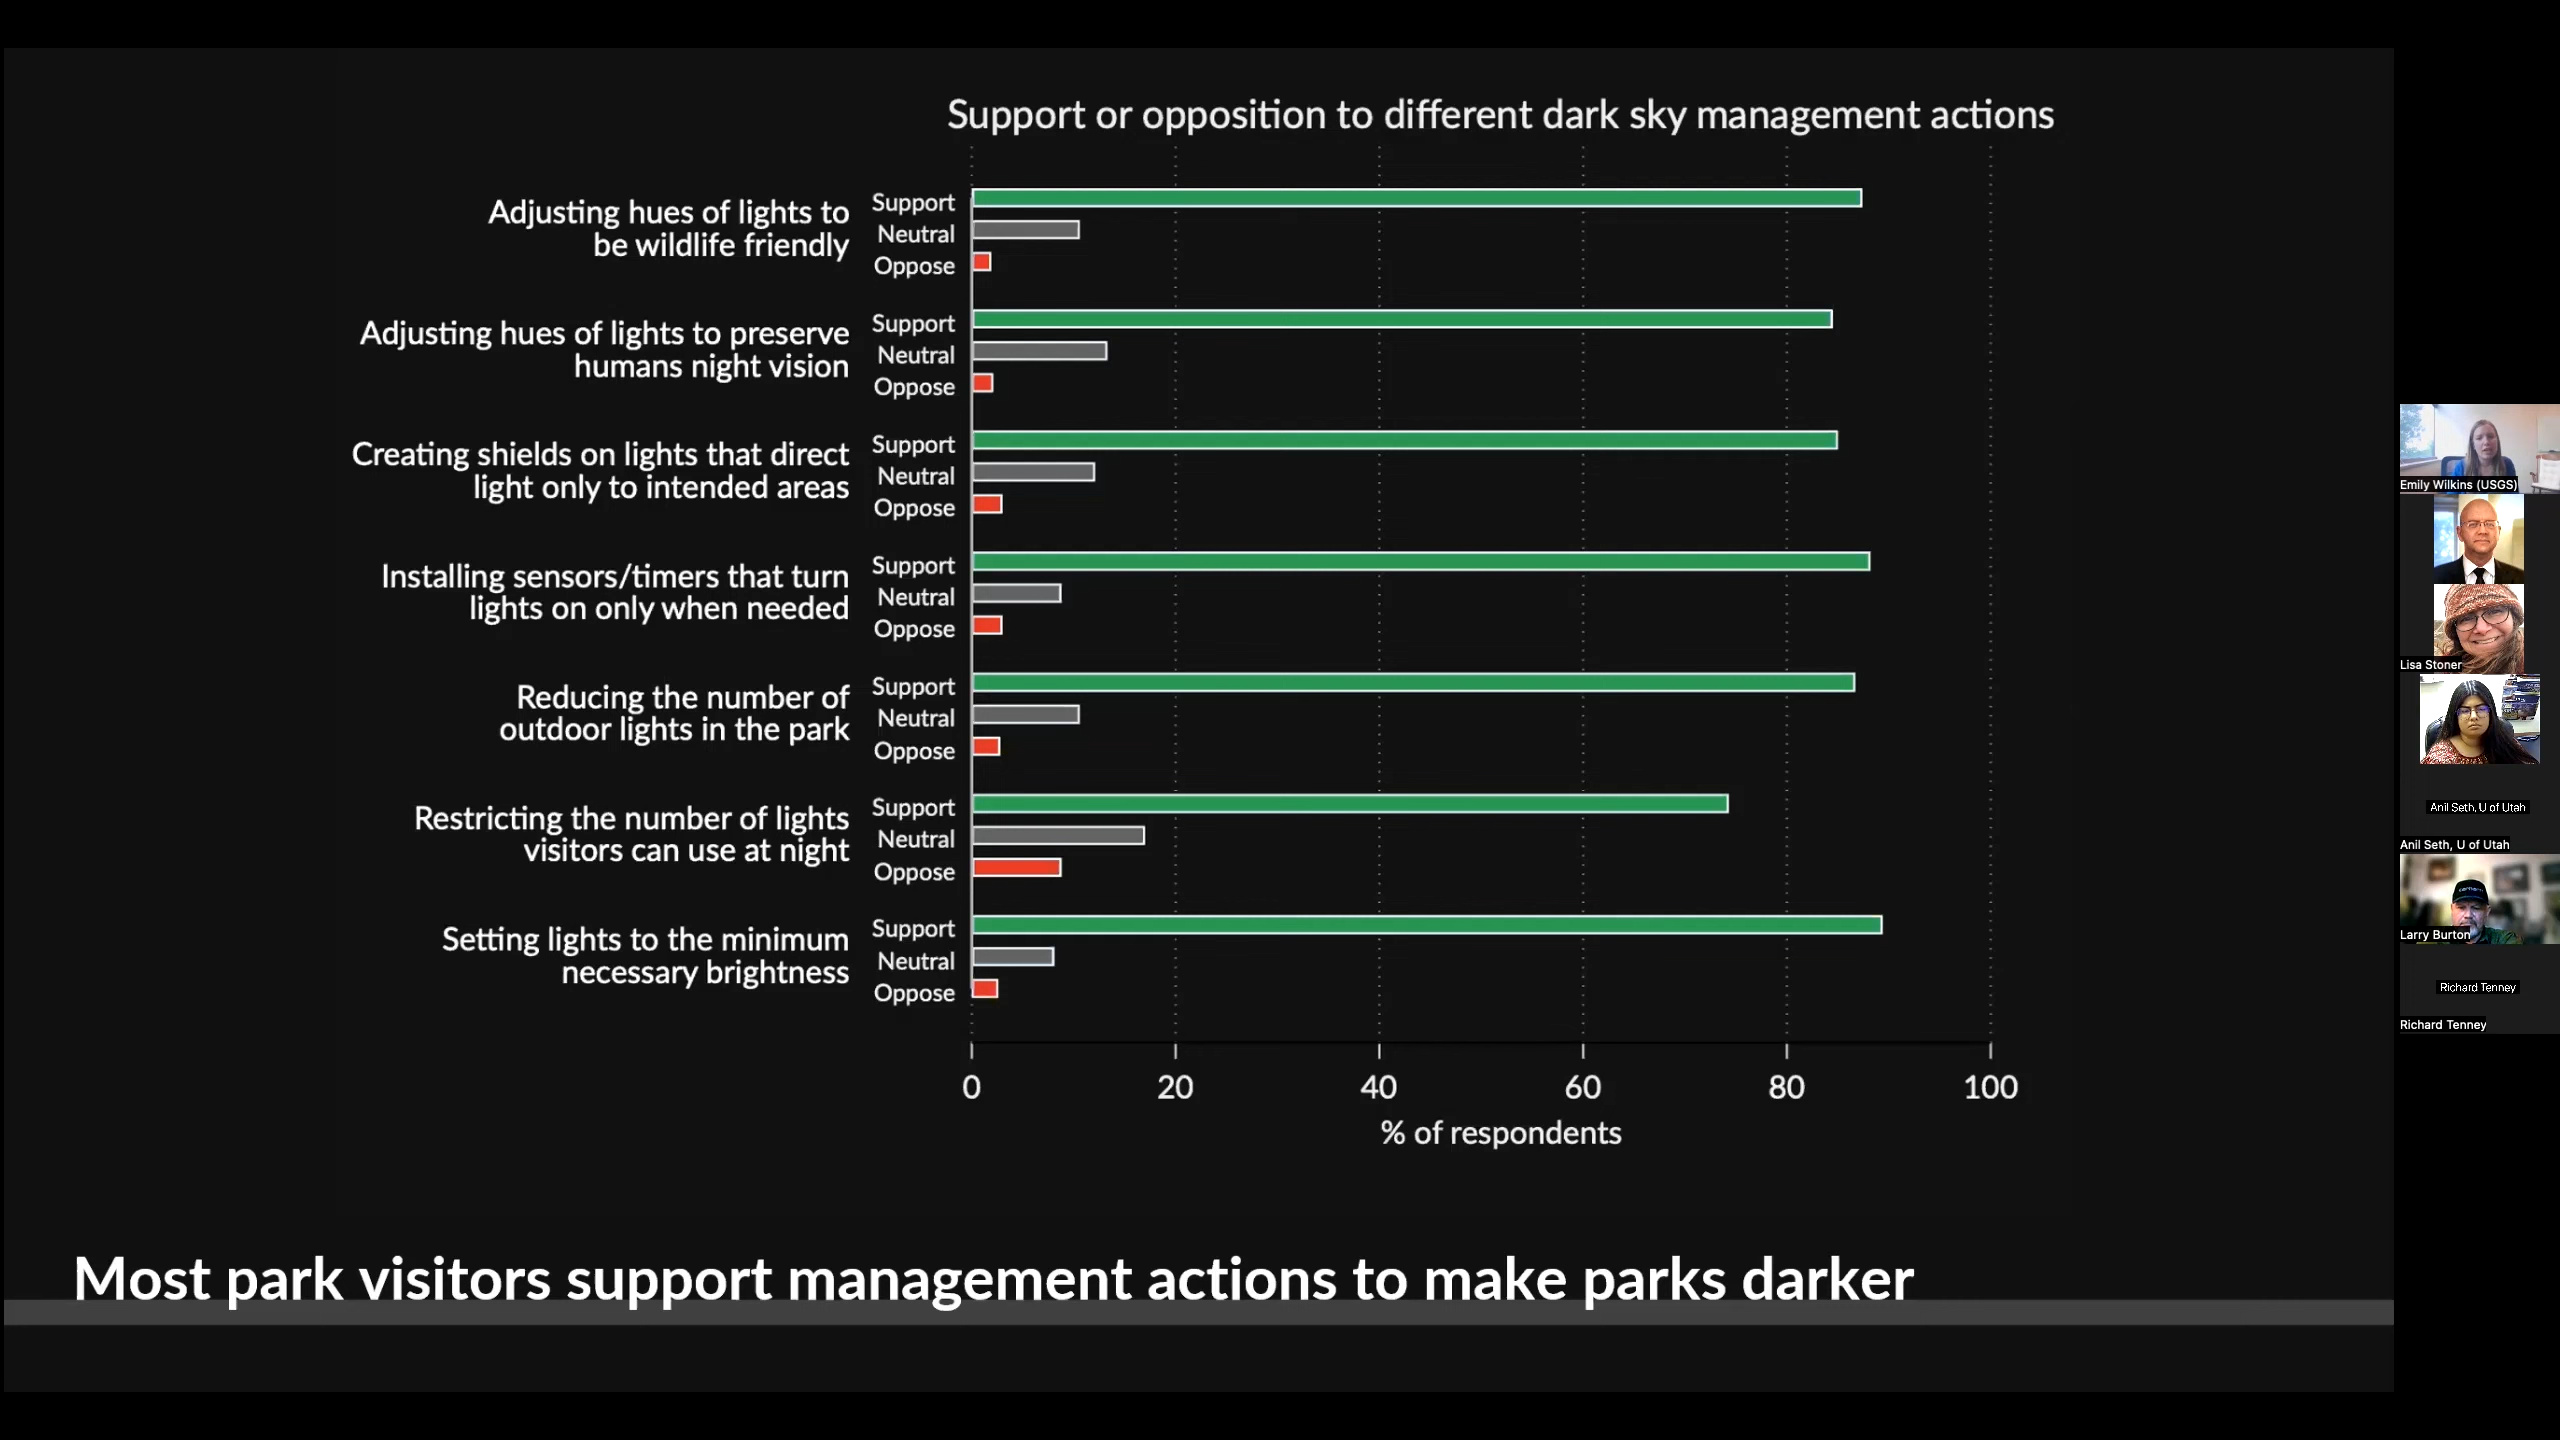 Support or opposition to different dark sky management actions
Adjusting hues of lights to
be wildlife friendly
Support
Neutral
Oppose
Adjusting hues of lights to preserve
humans night vision
Support
Neutral
Oppose
Creating shields on lights that direct
light only to intended areas
Support
Neutral
Oppose
Installing sensors/timers that turn
lights on only when needed
Support
Neutral
Oppose
Reducing the number of
outdoor lights in the park
Support
Neutral
Oppose
Restricting the number of lights
visitors can use at night
Support
Neutral
Oppose
Setting lights to the minimum
necessary brightness
Support
Neutral
Oppose
0 20 40 60 80 100
% of respondents
Most park visitors support management actions to make parks darker
Emily Wilkins (USGS)
Lisa Stoner
Anil Seth, U of Utah
Anil Seth, U of Utah
Larry Burton
Richard Tenney
Richard Tenney